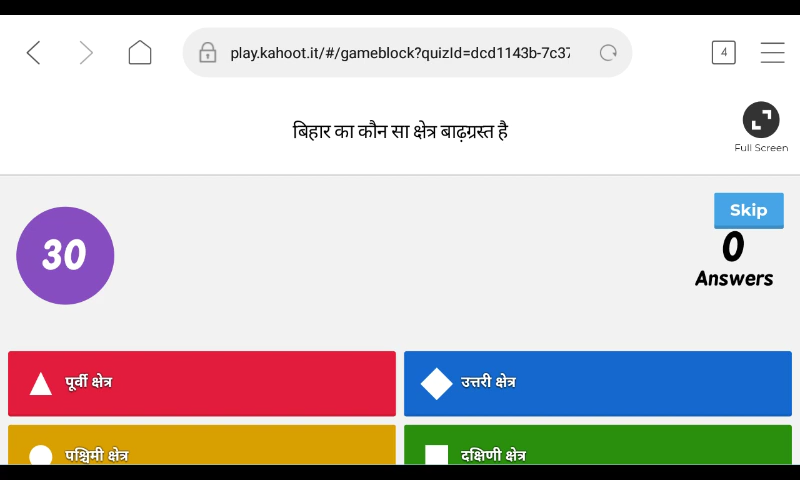 play.kahoot.it/#/gameblock?quizId=dcd1143b-7c37
4
बिहार का कौन सा क्षेत्र बाढ़ग्रस्त है
Full Screen
Skip
30
0
Answers
पूर्वी क्षेत्र
उत्तरी क्षेत्र
पश्चिमी क्षेत्र
दक्षिणी क्षेत्र